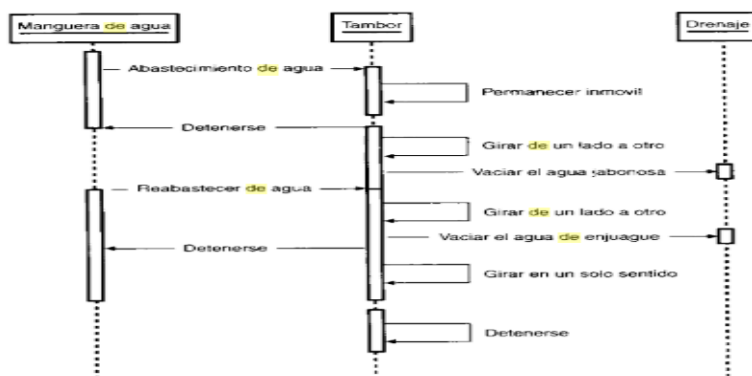 Manguera de agua
Tambor
Drenaje
Abastecimiento de agua
Permanecer inmovil
Detenerse
Girar de un lado a otro
Vaciar el agua jabonosa
Reabastecer de agua
Girar de un lado a otro
Vaciar el agua de enjuague
Detenerse
Girar en un solo sentido
Detenerse